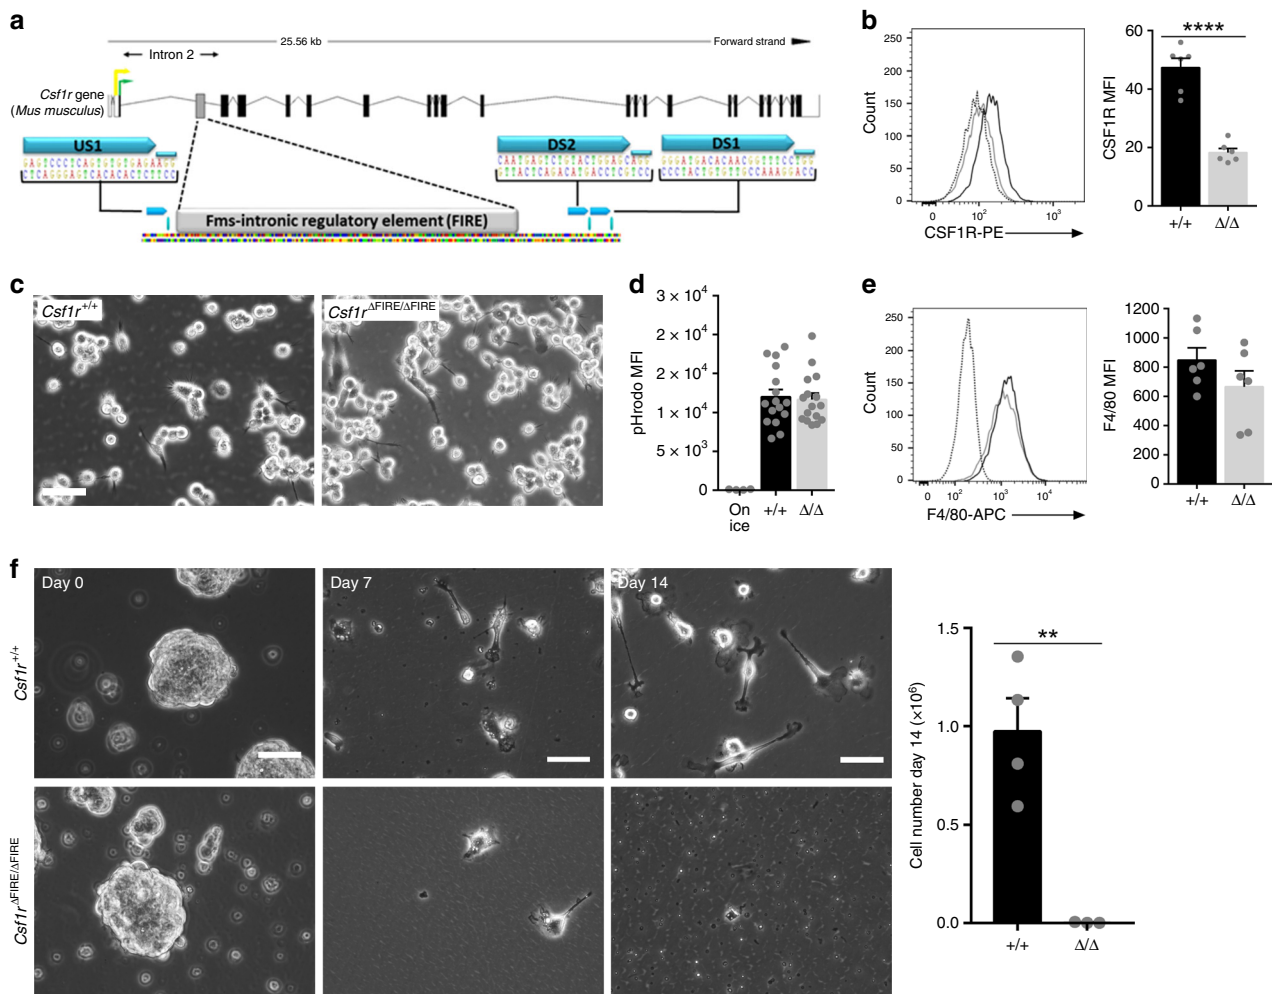 a
25.56 kb
Forward strand
Intron 2
Csf1r gene
(Mus musculus)
US1
DS2
DS1
Fms-intronic regulatory element (FIRE)
b
250
200
150
100
50
0
Count
0
10²
10³
CSF1R-PE
60
40
20
0
CSF1R MFI
****
+/+
Δ/Δ
c
Csf1r+/+
Csf1rΔFIRE/ΔFIRE
d
3 × 10⁴
2 × 10⁴
2 × 10⁴
1 × 10⁴
1 × 10⁴
5 × 10³
0
pHrodo MFI
On
ice
+/+
Δ/Δ
e
250
200
150
100
50
0
Count
0
10²
10³
10⁴
F4/80-APC
1200
1000
800
600
400
200
0
F4/80 MFI
+/+
Δ/Δ
f
Day 0
Day 7
Day 14
Csf1r+/+
Csf1rΔFIRE/ΔFIRE
1.5
1.0
0.5
0.0
Cell number day 14 (×10⁶)
**
+/+
Δ/Δ